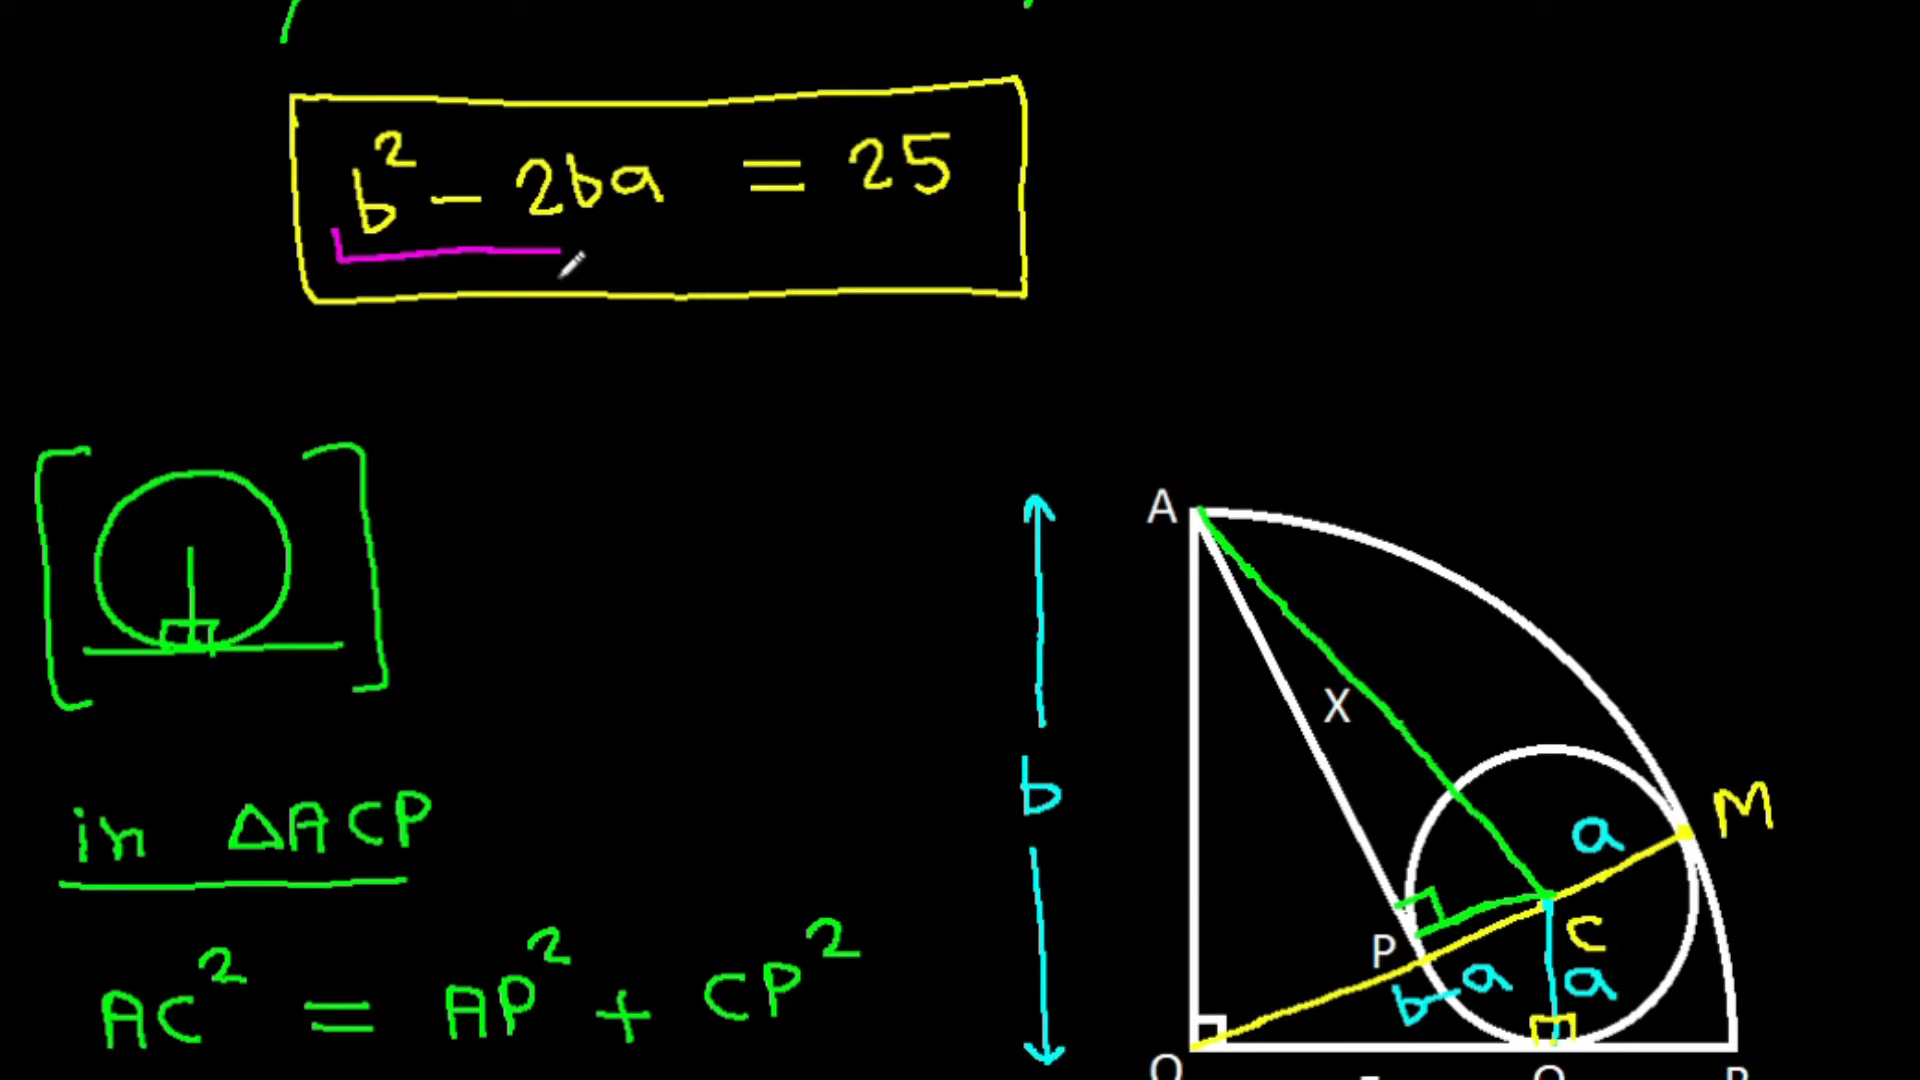 b² - 2ba = 25
A
X
b
in ΔACP
M
a
C
P
b-a
a
AC² = AP² + CP²